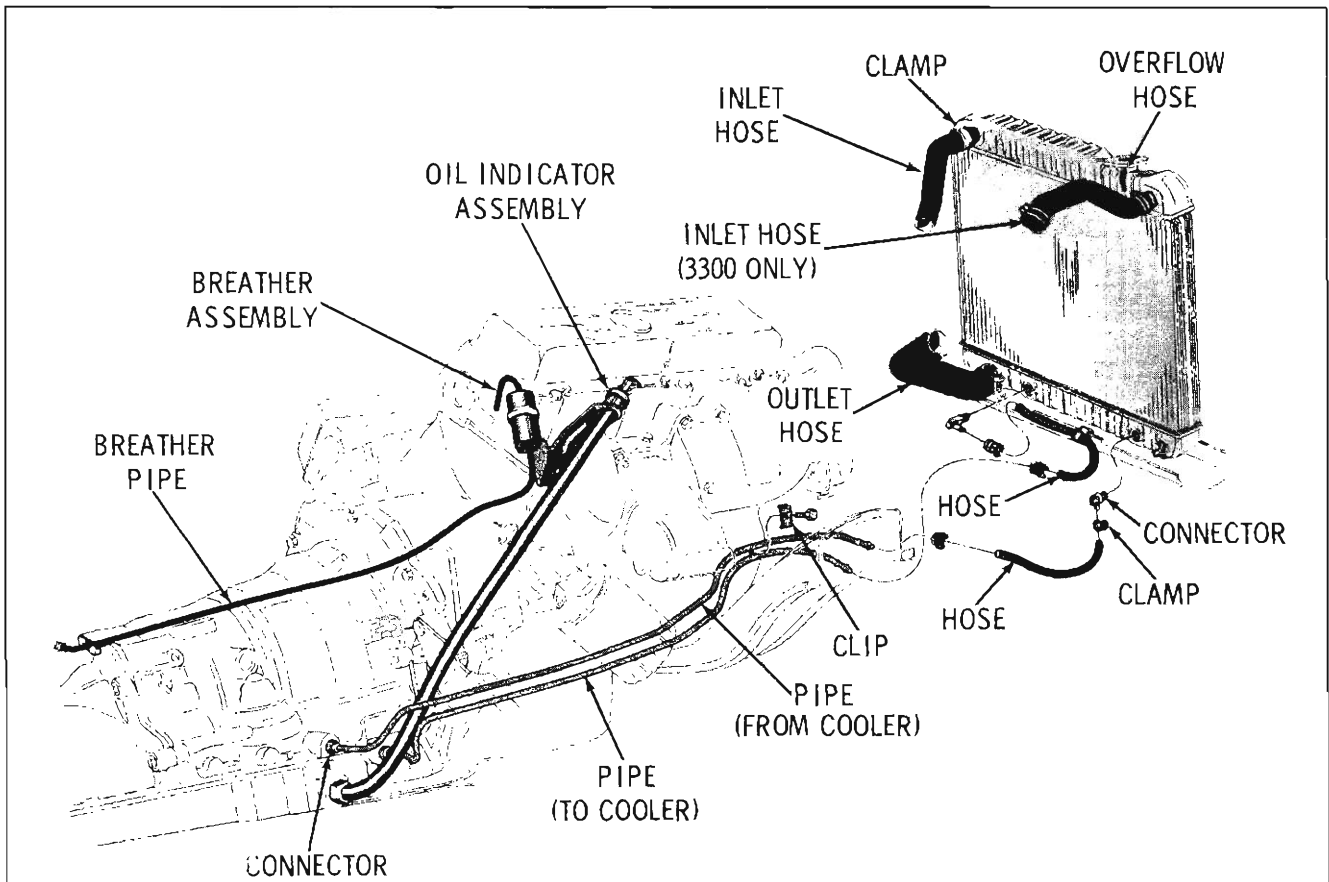 CLAMP
OVERFLOW
HOSE
INLET
HOSE
OIL INDICATOR
ASSEMBLY
INLET HOSE
(3300 ONLY)
BREATHER
ASSEMBLY
OUTLET
HOSE
BREATHER
PIPE
HOSE
CONNECTOR
CLAMP
HOSE
CLIP
PIPE
(FROM COOLER)
PIPE
(TO COOLER)
CONNECTOR